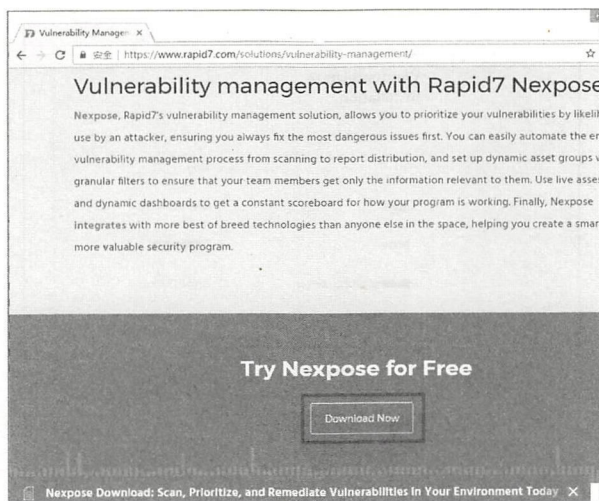 Vulnerability Manager
安全 | https://www.rapid7.com/solutions/vulnerability-management/
Vulnerability management with Rapid7 Nexpose
Nexpose, Rapid7's vulnerability management solution, allows you to prioritize your vulnerabilities by likeli
use by an attacker, ensuring you always fix the most dangerous issues first. You can easily automate the en
vulnerability management process from scanning to report distribution, and set up dynamic asset groups w
granular filters to ensure that your team members get only the information relevant to them. Use live asse
and dynamic dashboards to get a constant scoreboard for how your program is working. Finally, Nexpose
integrates with more best of breed technologies than anyone else in the space, helping you create a smar
more valuable security program.
Try Nexpose for Free
Download Now
Nexpose Download: Scan, Prioritize, and Remediate Vulnerabilities in Your Environment Today